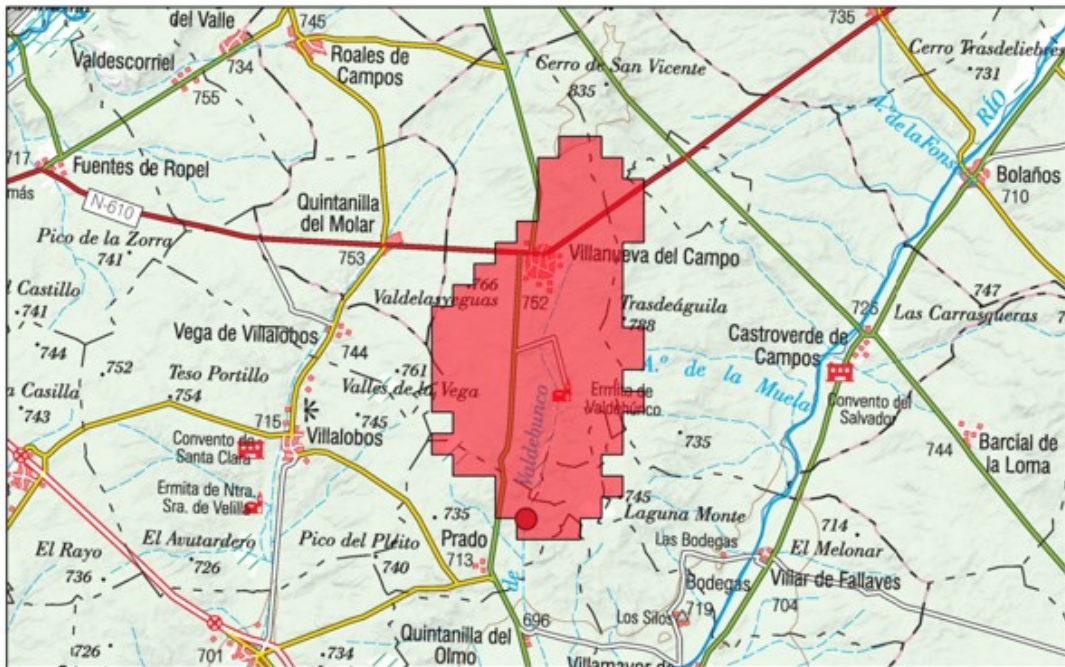 del Valle
745
735
Valdescorriel
734
Roales de
Campos
Cerro de San Vicente
835
Cerro Trasdeliebres
731
755
RÍO
A. de la Fons
717
Fuentes de Ropel
Bolaños
710
N-610
Quintanilla
del Molar
Pico de la Zorra
741
753
Villanueva del Campo
766
752
Valdelasyeguas
Trasdeáguila
788
747
726
Las Carrasqueras
Castillo
741
744
Vega de Villalobos
744
Castroverde de
Campos
752
Teso Portillo
754
761
Valles de la Vega
A.º de la Muela
Casilla
743
715
745
Ermita de
Valdehúnco
Convento del
Salvador
Valdehunco
Convento de
Santa Clara
Villalobos
735
744
Barcial de
la Loma
Ermita de Ntra.
Sra. de Velilla
745
735
Laguna Monte
714
El Rayo
736
El Avutardero
726
Pico del Pleito
740
Prado
713
Las Bodegas
El Melonar
Bodegas
Villar de Fallaves
704
de
Los Silos
719
696
726
701
734
Quintanilla del
Olmo
Villamayor de